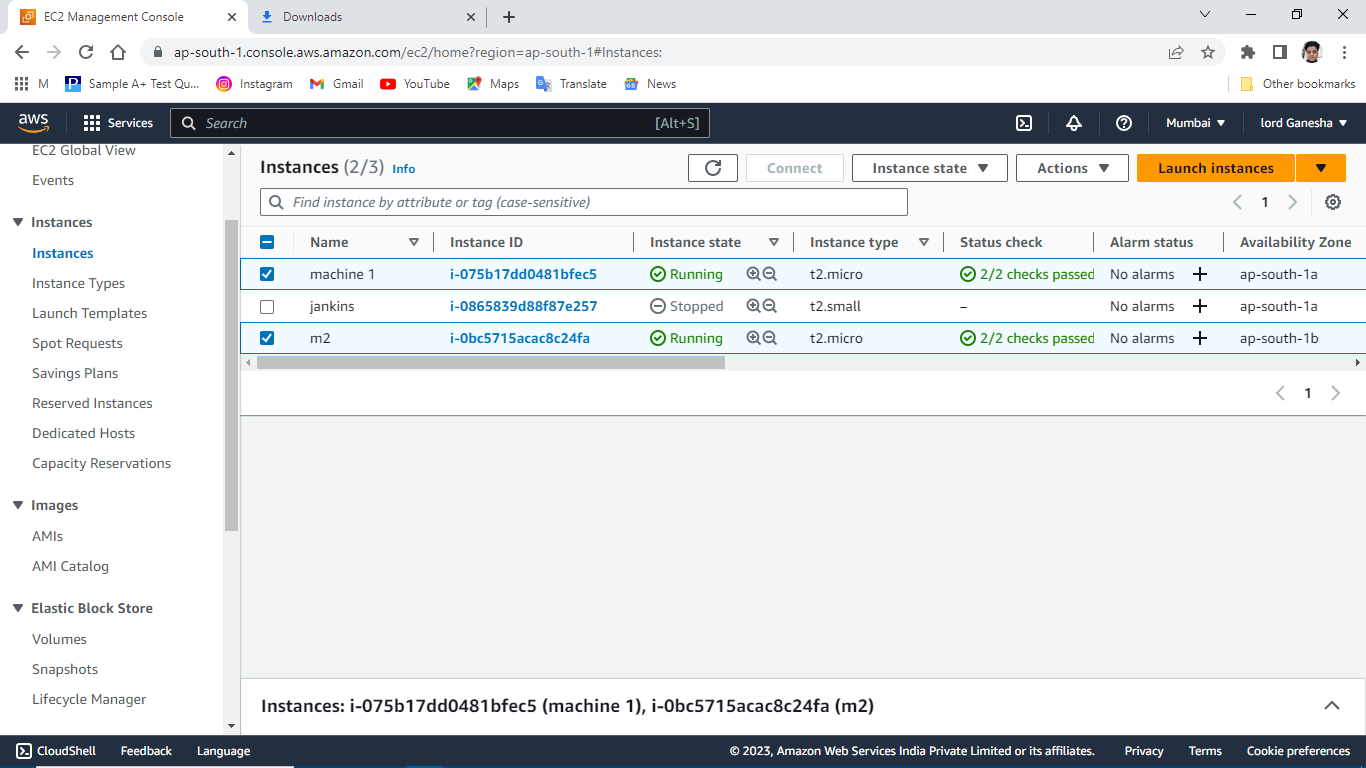 EC2 Management Console
Downloads
ap-south-1.console.aws.amazon.com/ec2/home?region=ap-south-1#Instances:
M
Sample A+ Test Qu...
Instagram
Gmail
YouTube
Maps
Translate
News
Other bookmarks
aws
Services
Search
[Alt+S]
Mumbai
lord Ganesha
EC2 Global View
Events
Instances
Instances
Instance Types
Launch Templates
Spot Requests
Savings Plans
Reserved Instances
Dedicated Hosts
Capacity Reservations
Images
AMIs
AMI Catalog
Elastic Block Store
Volumes
Snapshots
Lifecycle Manager
Instances (2/3) Info
Connect
Instance state
Actions
Launch instances
Find instance by attribute or tag (case-sensitive)
1
Name Instance ID Instance state Instance type Status check Alarm status Availability Zone
machine 1 i-075b17dd0481bfec5 Running t2.micro 2/2 checks passed No alarms + ap-south-1a
jankins i-0865839d88f87e257 Stopped t2.small – No alarms + ap-south-1a
m2 i-0bc5715acac8c24fa Running t2.micro 2/2 checks passed No alarms + ap-south-1b
1
Instances: i-075b17dd0481bfec5 (machine 1), i-0bc5715acac8c24fa (m2)
CloudShell
Feedback
Language
© 2023, Amazon Web Services India Private Limited or its affiliates.
Privacy
Terms
Cookie preferences